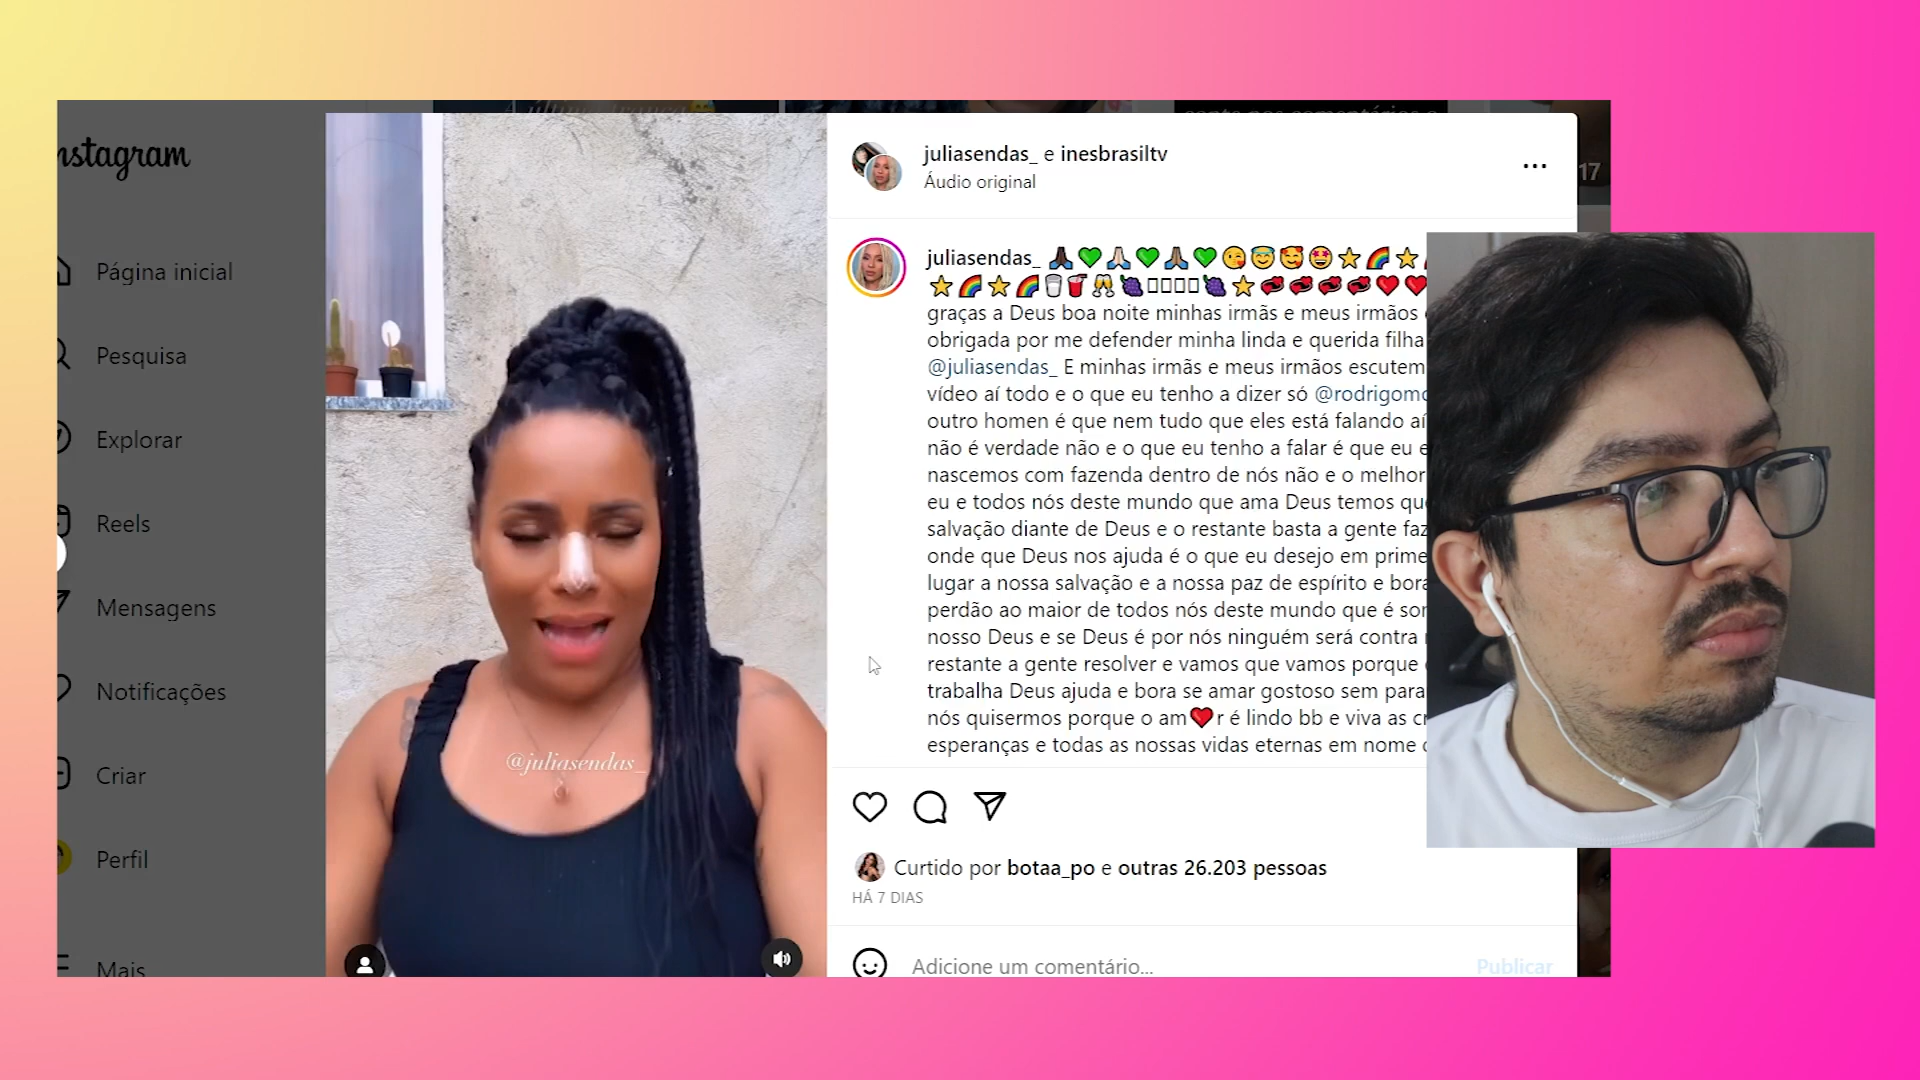 juliasendas_ e inesbrasiltv
Áudio original
17
Página inicial
Pesquisa
Explorar
Reels
Mensagens
Notificações
Criar
Perfil
Mais
@juliasendas_
juliasendas_ 🙏🏿💚🙏🏻💚🙏🏽💚😘😇🥰🤩⭐🌈⭐
⭐🌈⭐🌈🥛🥤🥂🍇▯▯▯▯🍇⭐💞💞💞💞❤️❤️
graças a Deus boa noite minhas irmãs e meus irmãos
obrigada por me defender minha linda e querida filha
@juliasendas_ E minhas irmãs e meus irmãos escutem
vídeo aí todo e o que eu tenho a dizer só
outro homen é que nem tudo que eles está falando aí
não é verdade não e o que eu tenho a falar é que eu
nascemos com fazenda dentro de nós não e o melhor
eu e todos nós deste mundo que ama Deus temos
salvação diante de Deus e o restante basta a gente
onde que Deus nos ajuda é o que eu desejo em
lugar a nossa salvação e a nossa paz de espírito e
perdão ao maior de todos nós deste mundo que é
nosso Deus e se Deus é por nós ninguém será contra
restante a gente resolver e vamos que vamos porque
trabalha Deus ajuda e bora se amar gostoso sem
nós quisermos porque o am❤️r é lindo bb e viva as
esperanças e todas as nossas vidas eternas em nome
Curtido por botaa_po e outras 26.203 pessoas
HÁ 7 DIAS
Adicione um comentário...
Publicar